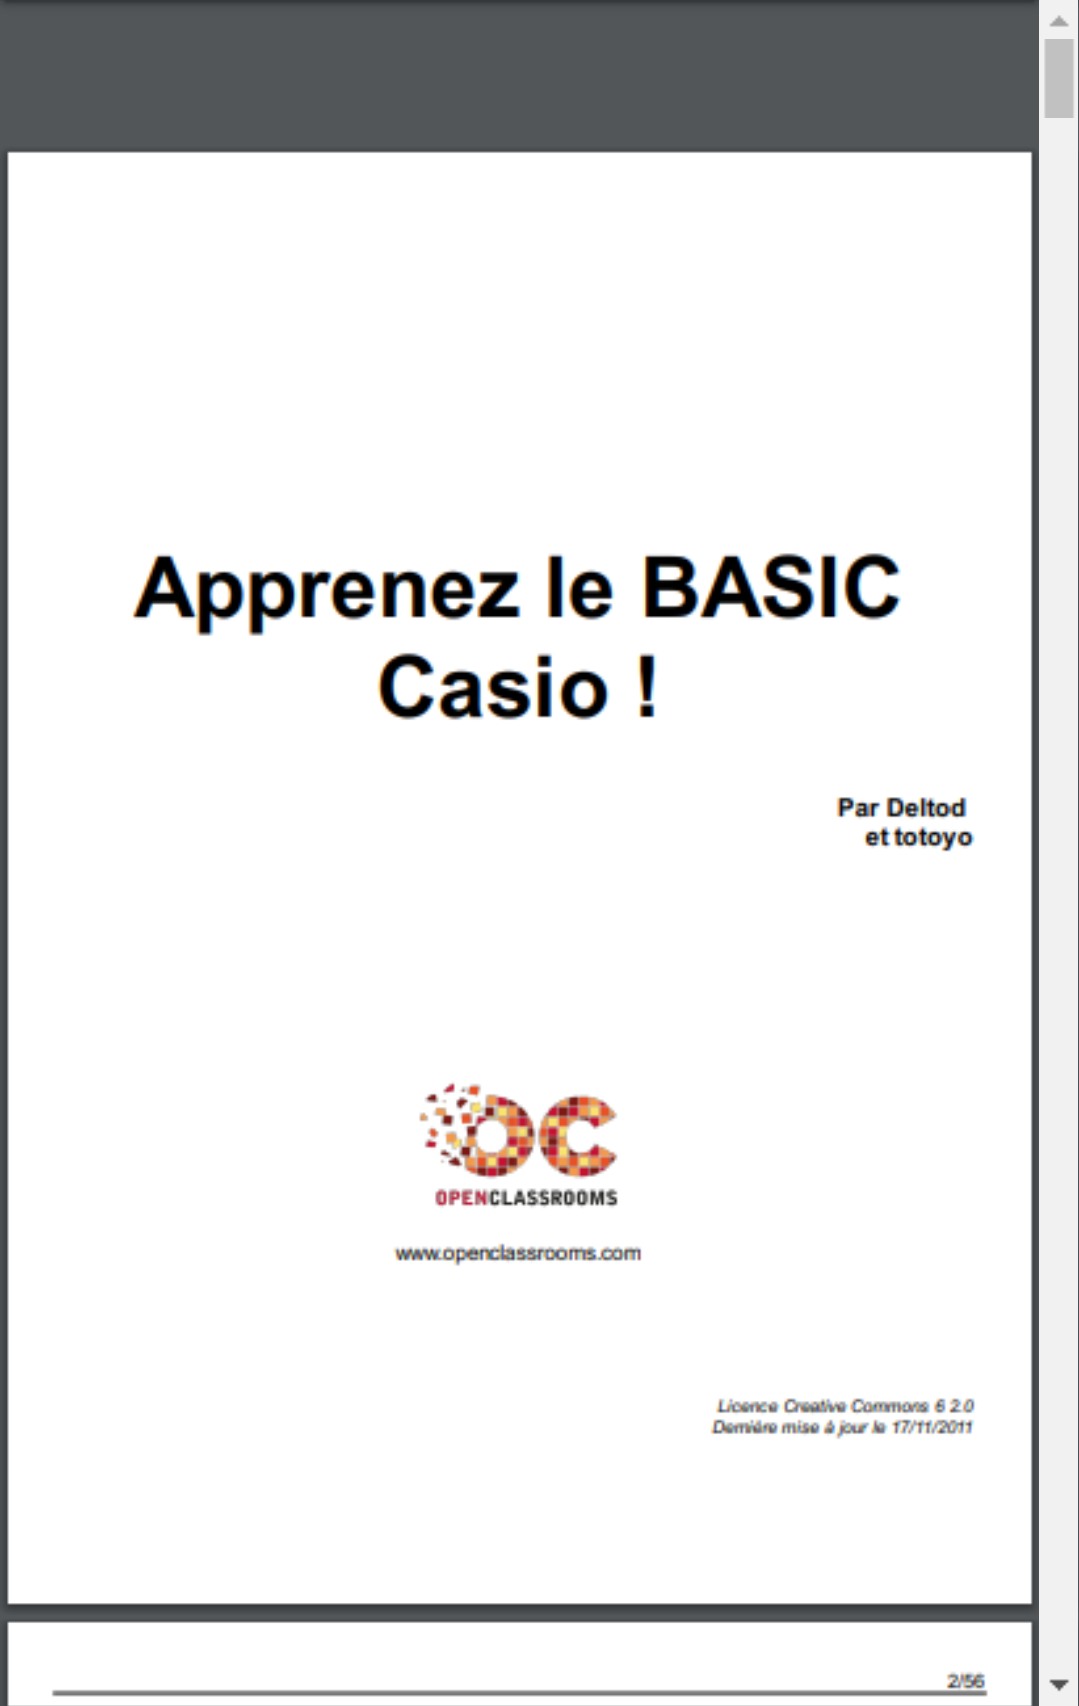 Apprenez le BASIC
Casio !
Par Deltod
et totoyo
OPENCLASSROOMS
www.openclassrooms.com
Licence Creative Commons 6 2.0
Dernière mise à jour le 17/11/2011
2/56